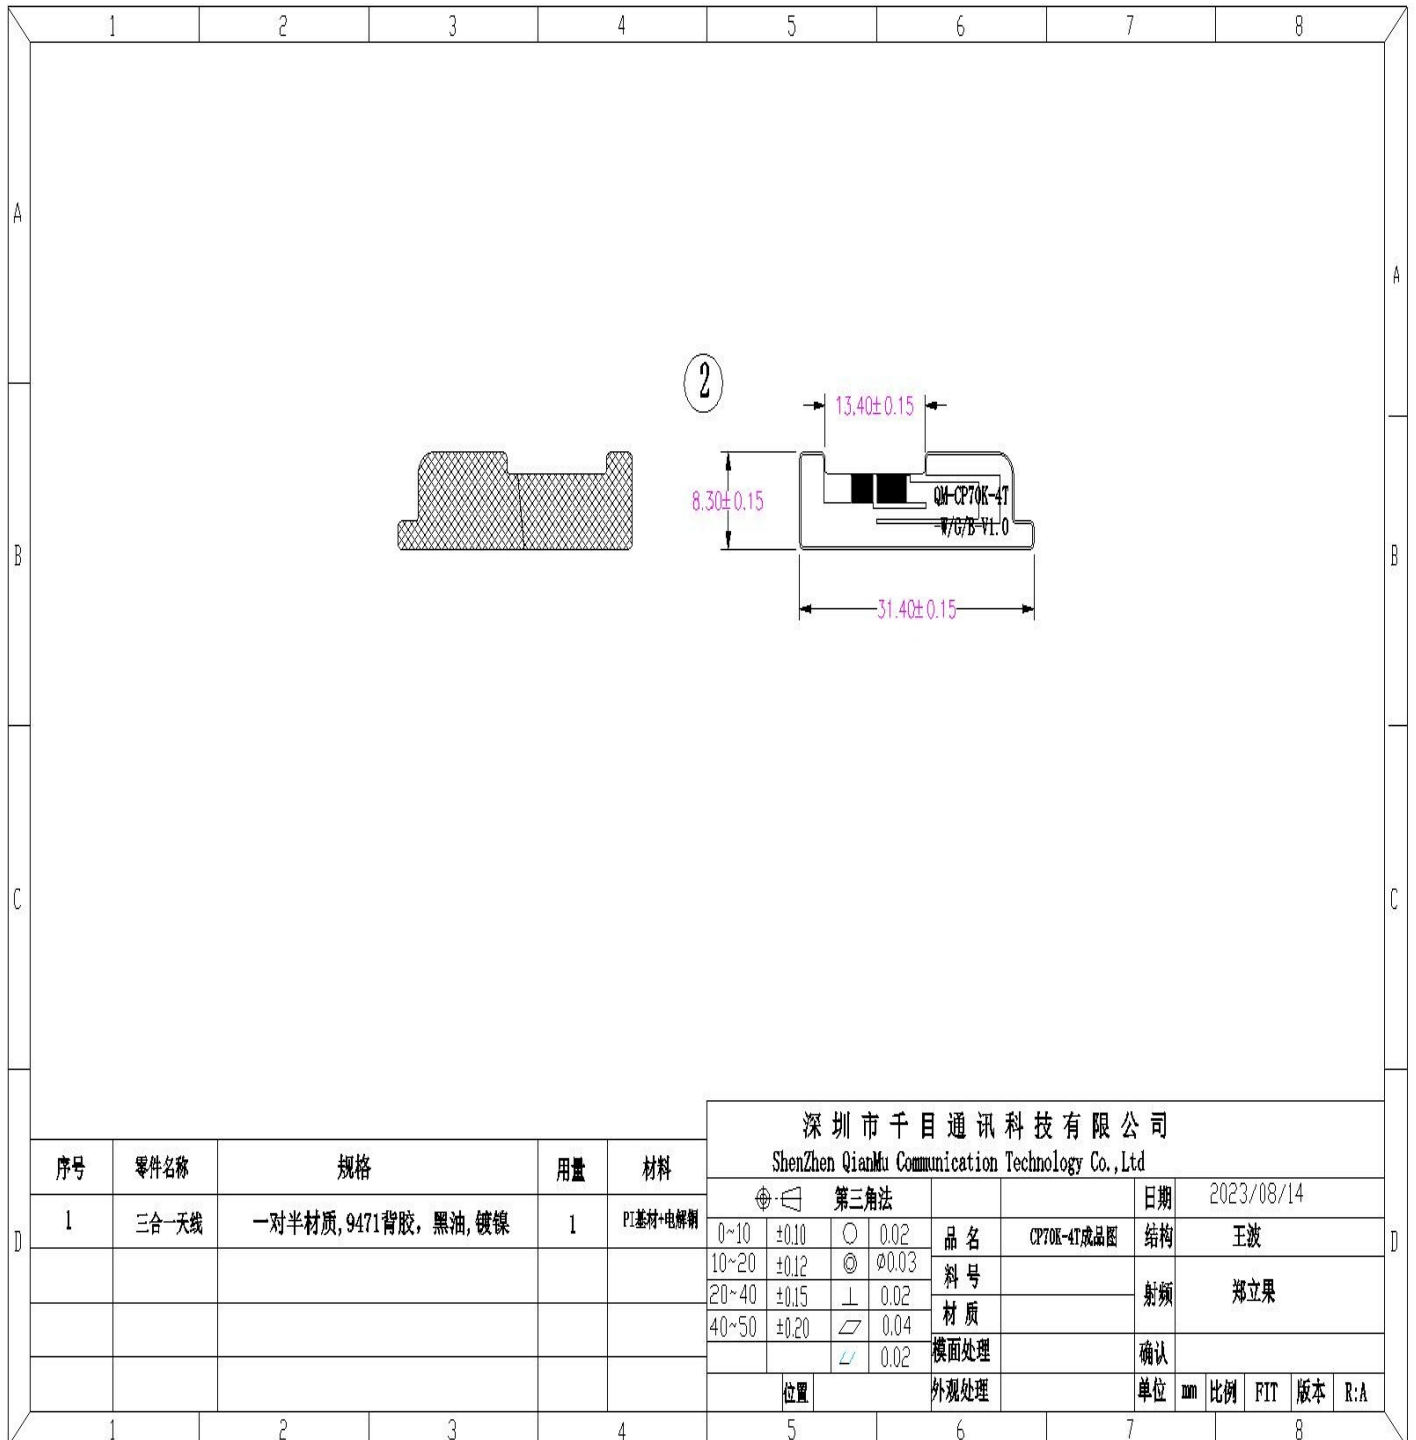 1 2 3 4 5 6 7 8
A
A
2
13.40±0.15
8.30±0.15
QM-CP70K-4T
-W/G/B-V1.0
B
B
31.40±0.15
C
C
深圳市千目通讯科技有限公司
ShenZhen QianMu Communication Technology Co.,Ltd
序号 零件名称 规格 用量 材料
1 三合一天线 一对半材质,9471背胶，黑油,镀镍 1 PI基材+电解铜
第三角法 日期 2023/08/14
0~10 ±0.10 0.02 品名 CP70K-4T成品图 结构 王波
10~20 ±0.12 Ø0.03 料号
20~40 ±0.15 0.02 材质 射频 郑立果
40~50 ±0.20 0.04
0.02 模面处理 确认
位置 外观处理 单位 mm 比例 FIT 版本 R:A
D
D
1 2 3 4 5 6 7 8